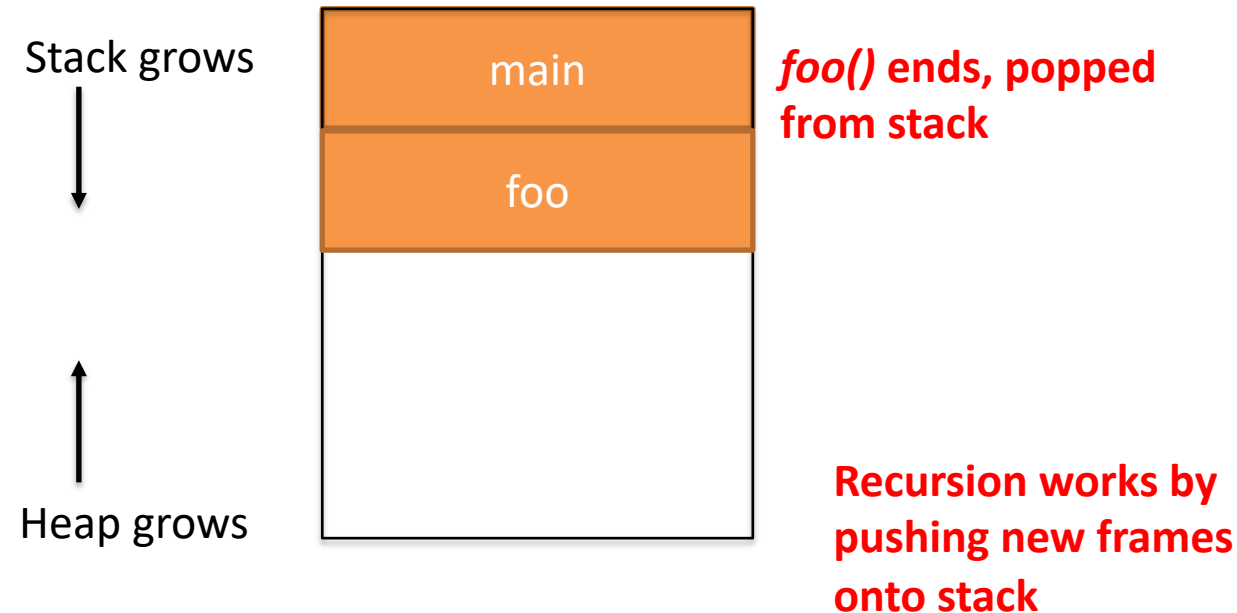 Stack grows
main
foo() ends, popped
from stack
foo
Heap grows
Recursion works by
pushing new frames
onto stack